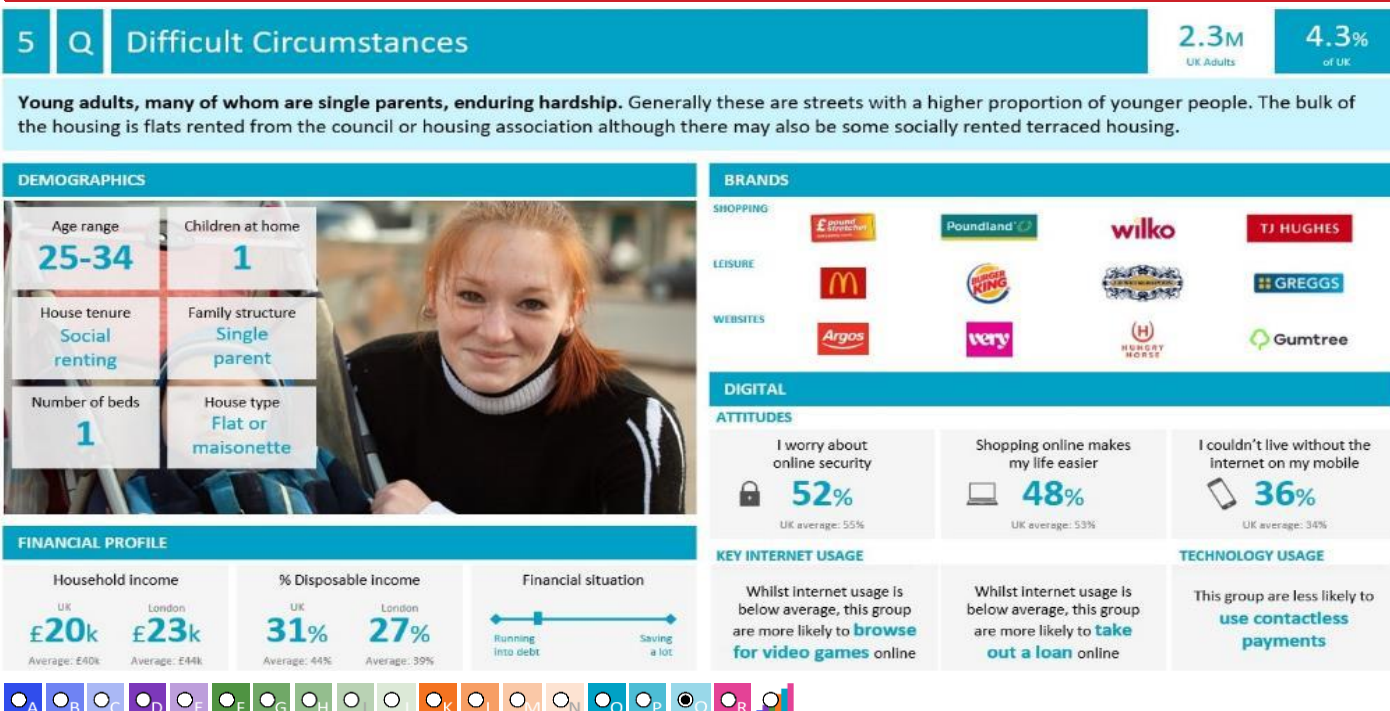 5 Q Difficult Circumstances
2.3M
UK Adults
4.3%
of UK
Young adults, many of whom are single parents, enduring hardship. Generally these are streets with a higher proportion of younger people. The bulk of
the housing is flats rented from the council or housing association although there may also be some socially rented terraced housing.
DEMOGRAPHICS
Age range
25-34
Children at home
1
House tenure
Social
renting
Family structure
Single
parent
Number of beds
1
House type
Flat or
maisonette
FINANCIAL PROFILE
Household income
UK
£20k
Average: £40k
London
£23k
Average: £44k
% Disposable income
UK
31%
Average: 44%
London
27%
Average: 39%
Financial situation
Running
into debt
Saving
a lot
BRANDS
SHOPPING
£ pound
stretcher
Poundland
wilko
TJ HUGHES
LEISURE
BURGER
KING
GREGGS
WEBSITES
Argos
very
H
HUNGRY
HORSE
Gumtree
DIGITAL
ATTITUDES
I worry about
online security
52%
UK average: 55%
Shopping online makes
my life easier
48%
UK average: 53%
I couldn't live without the
internet on my mobile
36%
UK average: 34%
KEY INTERNET USAGE
Whilst internet usage is
below average, this group
are more likely to browse
for video games online
Whilst internet usage is
below average, this group
are more likely to take
out a loan online
TECHNOLOGY USAGE
This group are less likely to
use contactless
payments
A B C D E F G H I J K L M N O P Q R